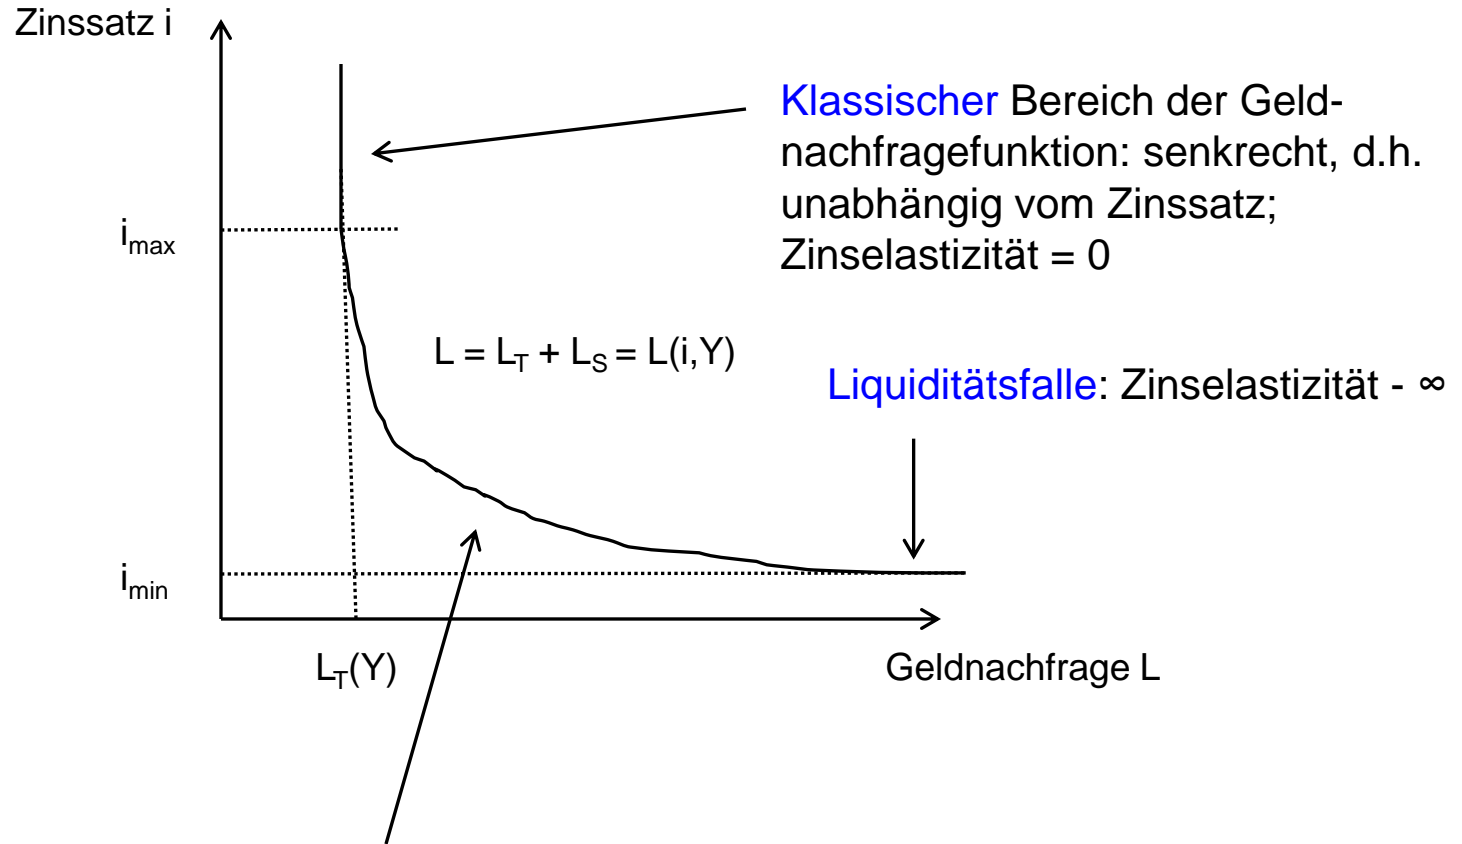 Zinssatz i
Klassischer Bereich der Geld-
nachfragefunktion: senkrecht, d.h.
unabhängig vom Zinssatz;
Zinselastizität = 0
imax
L = LT + LS = L(i,Y)
Liquiditätsfalle: Zinselastizität - ∞
imin
LT(Y)
Geldnachfrage L